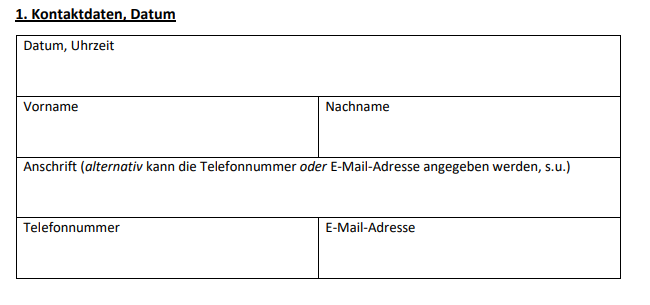 1. Kontaktdaten, Datum
Datum, Uhrzeit
Vorname
Nachname
Anschrift (alternativ kann die Telefonnummer oder E-Mail-Adresse angegeben werden, s.u.)
Telefonnummer
E-Mail-Adresse